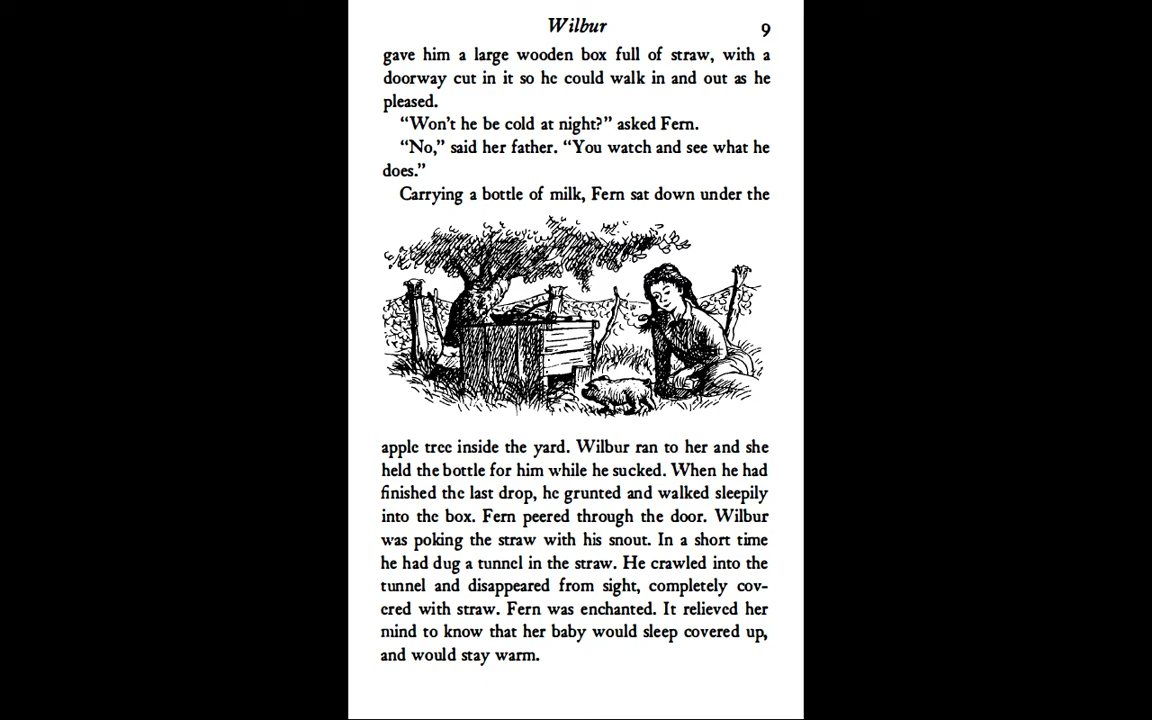 Wilbur 9
gave him a large wooden box full of straw, with a
doorway cut in it so he could walk in and out as he
pleased.
“Won’t he be cold at night?” asked Fern.
“No,” said her father. “You watch and see what he
does.”
Carrying a bottle of milk, Fern sat down under the
apple tree inside the yard. Wilbur ran to her and she
held the bottle for him while he sucked. When he had
finished the last drop, he grunted and walked sleepily
into the box. Fern peered through the door. Wilbur
was poking the straw with his snout. In a short time
he had dug a tunnel in the straw. He crawled into the
tunnel and disappeared from sight, completely cov-
ered with straw. Fern was enchanted. It relieved her
mind to know that her baby would sleep covered up,
and would stay warm.